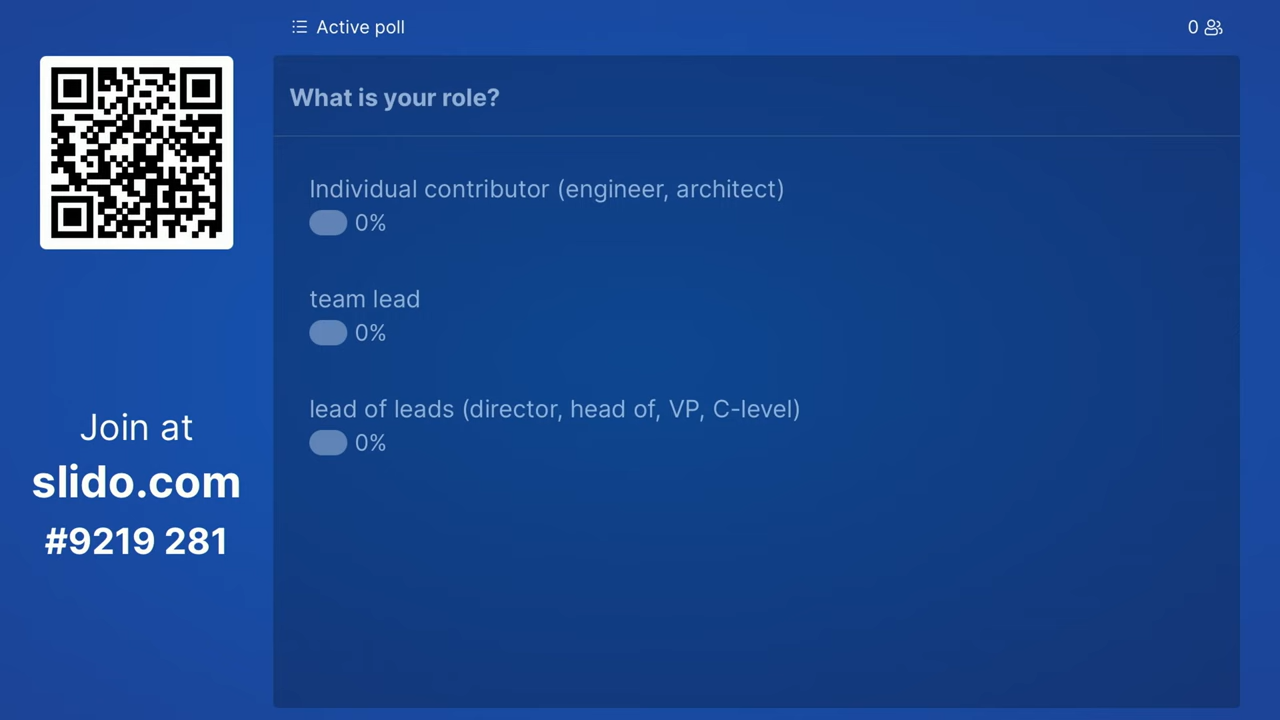 Active poll
0
What is your role?
Individual contributor (engineer, architect)
0%
team lead
0%
lead of leads (director, head of, VP, C-level)
0%
Join at
slido.com
#9219 281